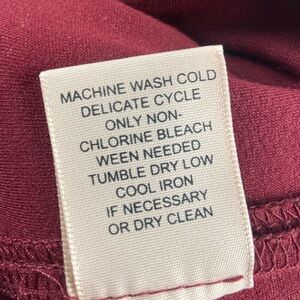 MACHINE WASH COLD
DELICATE CYCLE
ONLY NON-
CHLORINE BLEACH
WEEN NEEDED
TUMBLE DRY LOW
COOL IRON
IF NECESSARY
OR DRY CLEAN